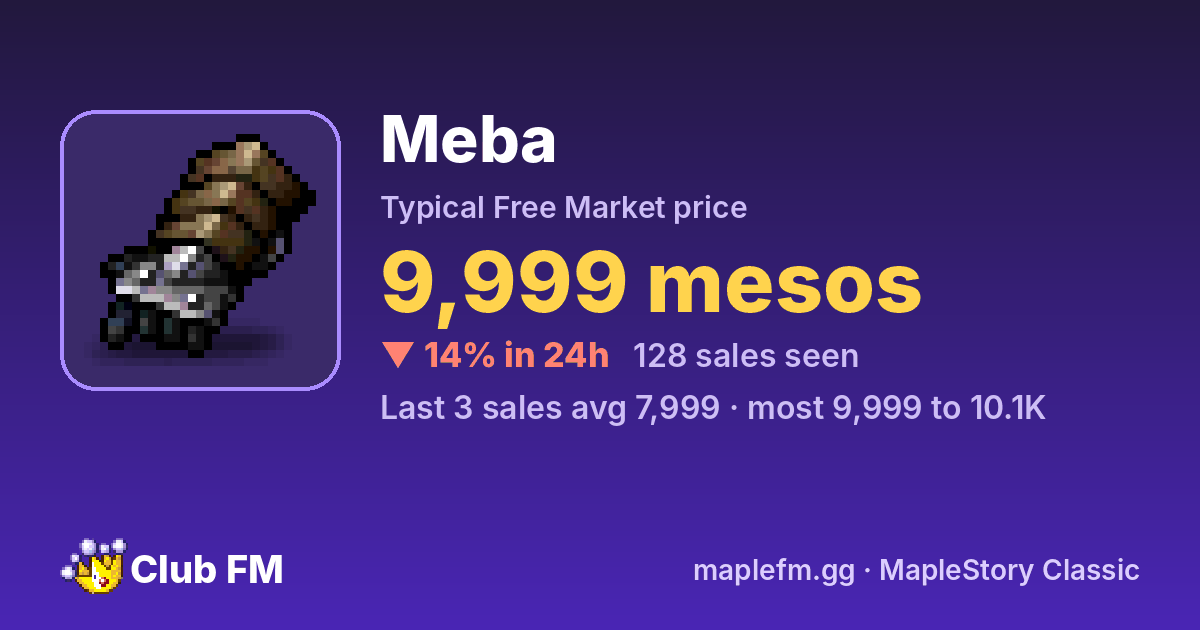 Meba
Typical Free Market price
9,999 mesos
▼ 14% in 24h 128 sales seen
Last 3 sales avg 7,999 · most 9,999 to 10.1K
Club FM
maplefm.gg · MapleStory Classic